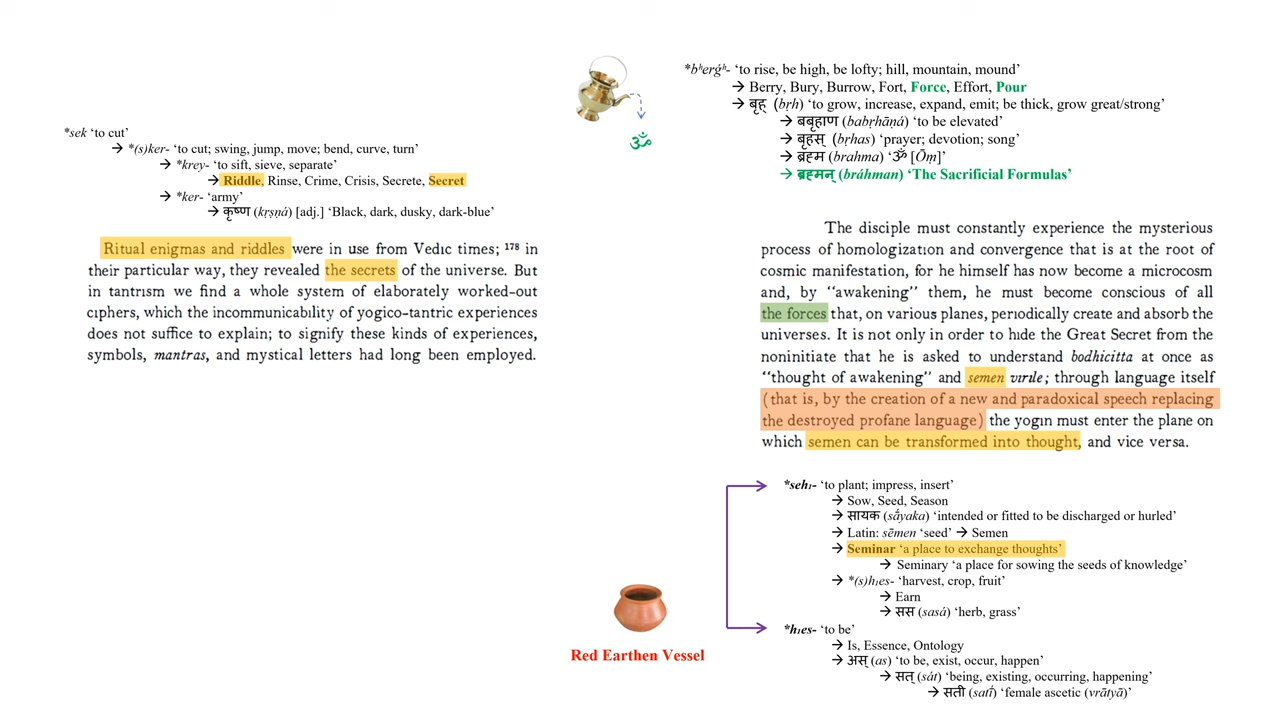 *sek ‘to cut’
→ *(s)ker- ‘to cut; swing, jump, move; bend, curve, turn’
→ *krey- ‘to sift, sieve, separate’
→ Riddle, Rinse, Crime, Crisis, Secrete, Secret
→ *ker- ‘army’
→ कृष्ण (kṛṣṇá) [adj.] ‘Black, dark, dusky, dark-blue’
Ritual enigmas and riddles were in use from Vedic times; 178 in
their particular way, they revealed the secrets of the universe. But
in tantrism we find a whole system of elaborately worked-out
ciphers, which the incommunicability of yogico-tantric experiences
does not suffice to explain; to signify these kinds of experiences,
symbols, mantras, and mystical letters had long been employed.
ॐ
*bʰerǵʰ- ‘to rise, be high, be lofty; hill, mountain, mound’
→ Berry, Bury, Burrow, Fort, Force, Effort, Pour
→ बृह् (bṛh) ‘to grow, increase, expand, emit; be thick, grow great/strong’
→ बबृहाण (babṛhāṇá) ‘to be elevated’
→ बृहस् (bṛhas) ‘prayer; devotion; song’
→ ब्रह्म (brahma) ‘ॐ [Ōṃ]’
→ ब्रह्मन् (bráhman) ‘The Sacrificial Formulas’
The disciple must constantly experience the mysterious
process of homologization and convergence that is at the root of
cosmic manifestation, for he himself has now become a microcosm
and, by “awakening” them, he must become conscious of all
the forces that, on various planes, periodically create and absorb the
universes. It is not only in order to hide the Great Secret from the
noninitiate that he is asked to understand bodhicitta at once as
“thought of awakening” and semen virile; through language itself
(that is, by the creation of a new and paradoxical speech replacing
the destroyed profane language) the yogin must enter the plane on
which semen can be transformed into thought, and vice versa.
*seh₁- ‘to plant; impress, insert’
→ Sow, Seed, Season
→ सायक (sā́yaka) ‘intended or fitted to be discharged or hurled’
→ Latin: sēmen ‘seed’ → Semen
→ Seminar ‘a place to exchange thoughts’
→ Seminary ‘a place for sowing the seeds of knowledge’
→ *(s)h₁es- ‘harvest, crop, fruit’
→ Earn
→ सस (sasá) ‘herb, grass’
*h₁es- ‘to be’
→ Is, Essence, Ontology
→ अस् (as) ‘to be, exist, occur, happen’
→ सत् (sát) ‘being, existing, occurring, happening’
→ सती (satī́) ‘female ascetic (vrātyā)’
Red Earthen Vessel